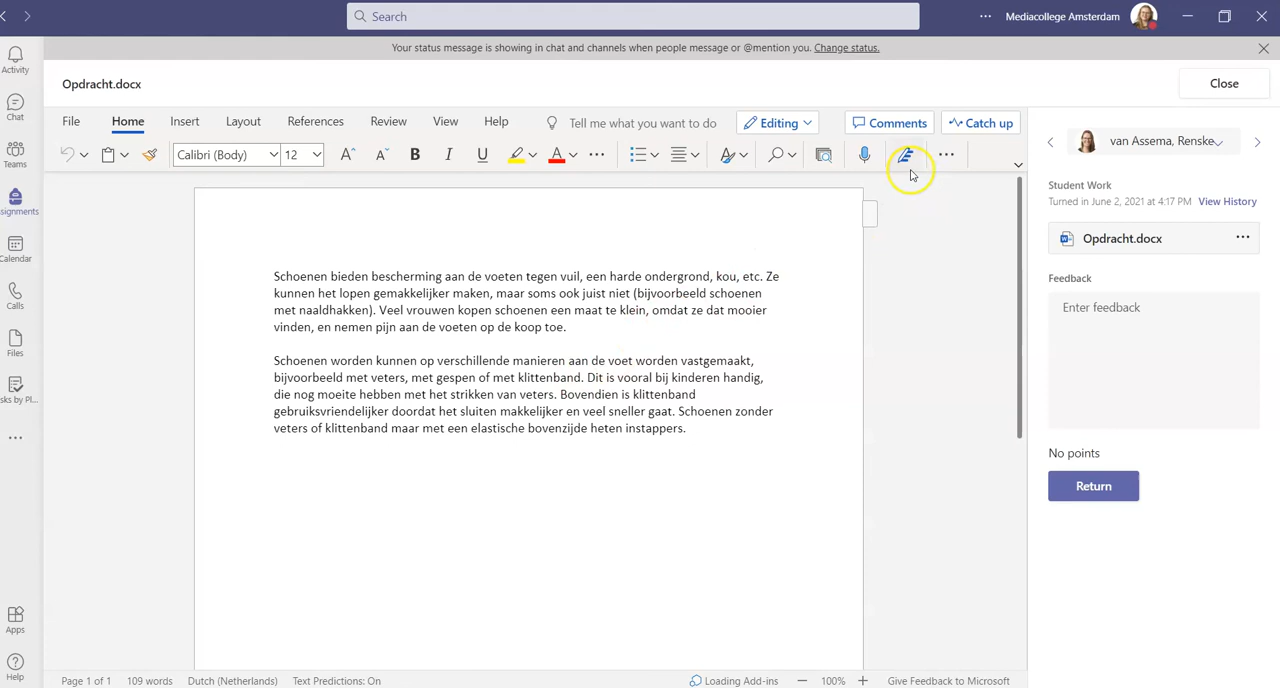 Search
Mediacollege Amsterdam
Your status message is showing in chat and channels when people message or @mention you. Change status.
Activity
Chat
Teams
ssignments
Calendar
Calls
Files
sks by Pl...
Apps
Help
Opdracht.docx
Close
File Home Insert Layout References Review View Help Tell me what you want to do Editing Comments Catch up
Calibri (Body) 12
Schoenen bieden bescherming aan de voeten tegen vuil, een harde ondergrond, kou, etc. Ze
kunnen het lopen gemakkelijker maken, maar soms ook juist niet (bijvoorbeeld schoenen
met naaldhakken). Veel vrouwen kopen schoenen een maat te klein, omdat ze dat mooier
vinden, en nemen pijn aan de voeten op de koop toe.
Schoenen worden kunnen op verschillende manieren aan de voet worden vastgemaakt,
bijvoorbeeld met veters, met gespen of met klittenband. Dit is vooral bij kinderen handig,
die nog moeite hebben met het strikken van veters. Bovendien is klittenband
gebruiksvriendelijker doordat het sluiten makkelijker en veel sneller gaat. Schoenen zonder
veters of klittenband maar met een elastische bovenzijde heten instappers.
van Assema, Renske
Student Work
Turned in June 2, 2021 at 4:17 PM View History
Opdracht.docx
Feedback
Enter feedback
No points
Return
Page 1 of 1 109 words Dutch (Netherlands) Text Predictions: On Loading Add-ins 100% Give Feedback to Microsoft